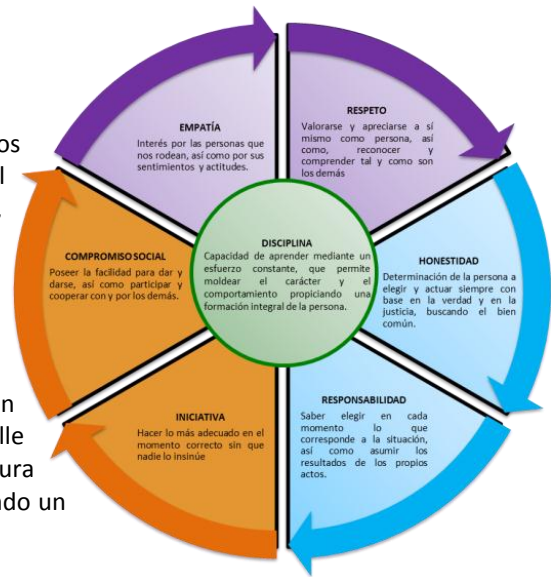 os
l
n
lle
ura
ndo un
EMPATÍA
Interés por las personas que
nos rodean, así como por sus
sentimientos y actitudes.
RESPETO
Valorarse y apreciarse a sí
mismo como persona, así
como, reconocer y
comprender tal y como son
los demás
COMPROMISO SOCIAL
Poseer la facilidad para dar y
darse, así como participar y
cooperar con y por los demás.
DISCIPLINA
Capacidad de aprender mediante un
esfuerzo constante, que permite
moldear el carácter y el
comportamiento propiciando una
formación integral de la persona.
HONESTIDAD
Determinación de la persona a
elegir y actuar siempre con
base en la verdad y en la
justicia, buscando el bien
común.
INICIATIVA
Hacer lo más adecuado en el
momento correcto sin que
nadie lo insinúe
RESPONSABILIDAD
Saber elegir en cada
momento lo que
corresponde a la situación,
así como asumir los
resultados de los propios
actos.